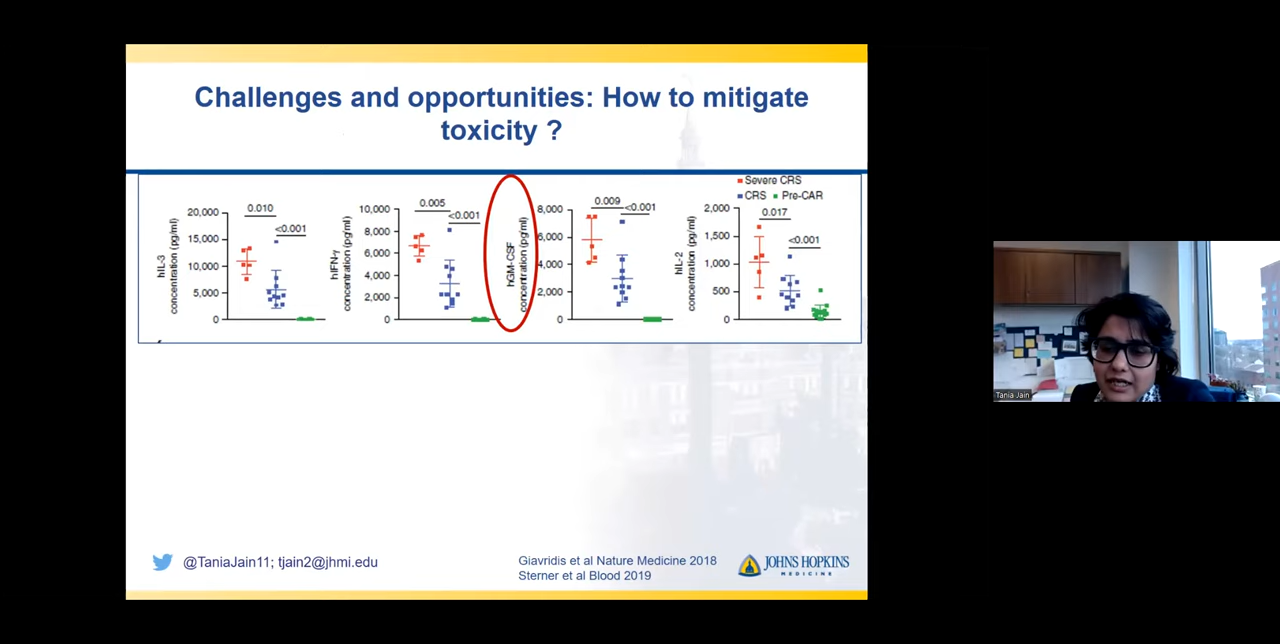 Challenges and opportunities: How to mitigate
toxicity ?
Severe CRS
CRS Pre-CAR
hIL-3
concentration (pg/ml)
20,000
15,000
10,000
5,000
0
0.010
<0.001
hIFN-γ
concentration (pg/ml)
10,000
8,000
6,000
4,000
2,000
0
0.005
<0.001
hGM-CSF
concentration (pg/ml)
8,000
6,000
4,000
2,000
0
0.009
<0.001
hIL-2
concentration (pg/ml)
2,000
1,500
1,000
500
0
0.017
<0.001
@TaniaJain11; tjain2@jhmi.edu
Giavridis et al Nature Medicine 2018
Sterner et al Blood 2019
JOHNS HOPKINS
MEDICINE
Tania Jain